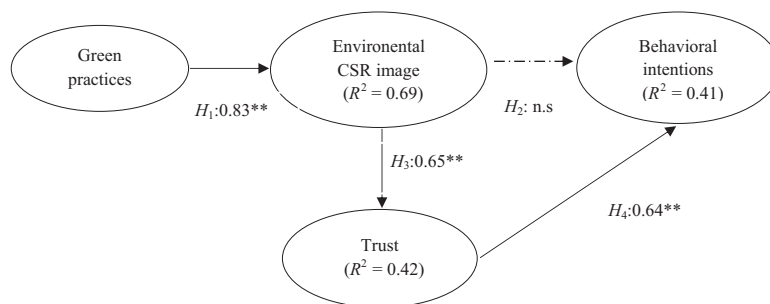 Green
practices
Environental
CSR image
(R² = 0.69)
Behavioral
intentions
(R² = 0.41)
H₁:0.83**
H₂: n.s
H₃:0.65**
H₄:0.64**
Trust
(R² = 0.42)